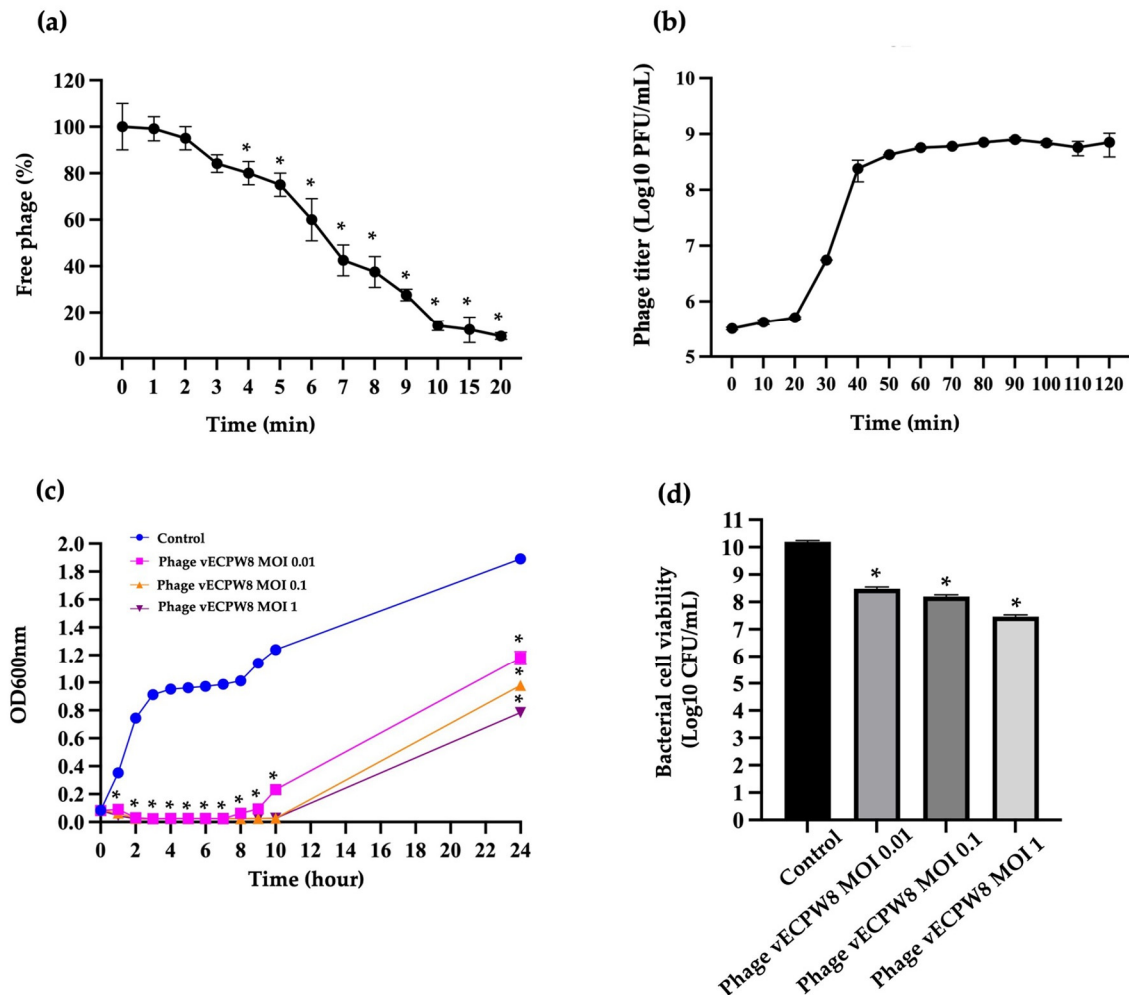 (a)
Free phage (%)
120
100
80
60
40
20
0
* * * * * * * * *
0 1 2 3 4 5 6 7 8 9 10 15 20
Time (min)
(b)
Phage titer (Log10 PFU/mL)
10
9
8
7
6
5
0 10 20 30 40 50 60 70 80 90 100 110 120
Time (min)
(c)
Control
Phage vECPW8 MOI 0.01
Phage vECPW8 MOI 0.1
Phage vECPW8 MOI 1
OD600nm
2.0
1.8
1.6
1.4
1.2
1.0
0.8
0.6
0.4
0.2
0.0
* * * * * * * * * *
*
*
*
0 2 4 6 8 10 12 14 16 18 20 22 24
Time (hour)
(d)
Bacterial cell viability
(Log10 CFU/mL)
11
10
9
8
7
6
5
4
3
2
1
0
* * *
Control
Phage vECPW8 MOI 0.01
Phage vECPW8 MOI 0.1
Phage vECPW8 MOI 1